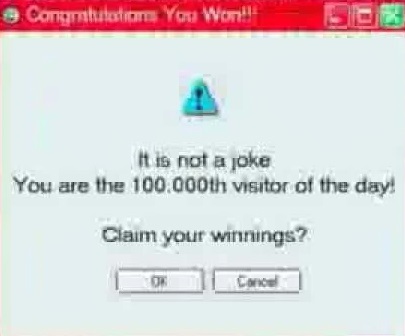 Congratulations You Won!!!
It is not a joke
You are the 100.000th visitor of the day!
Claim your winnings?
OK
Cancel